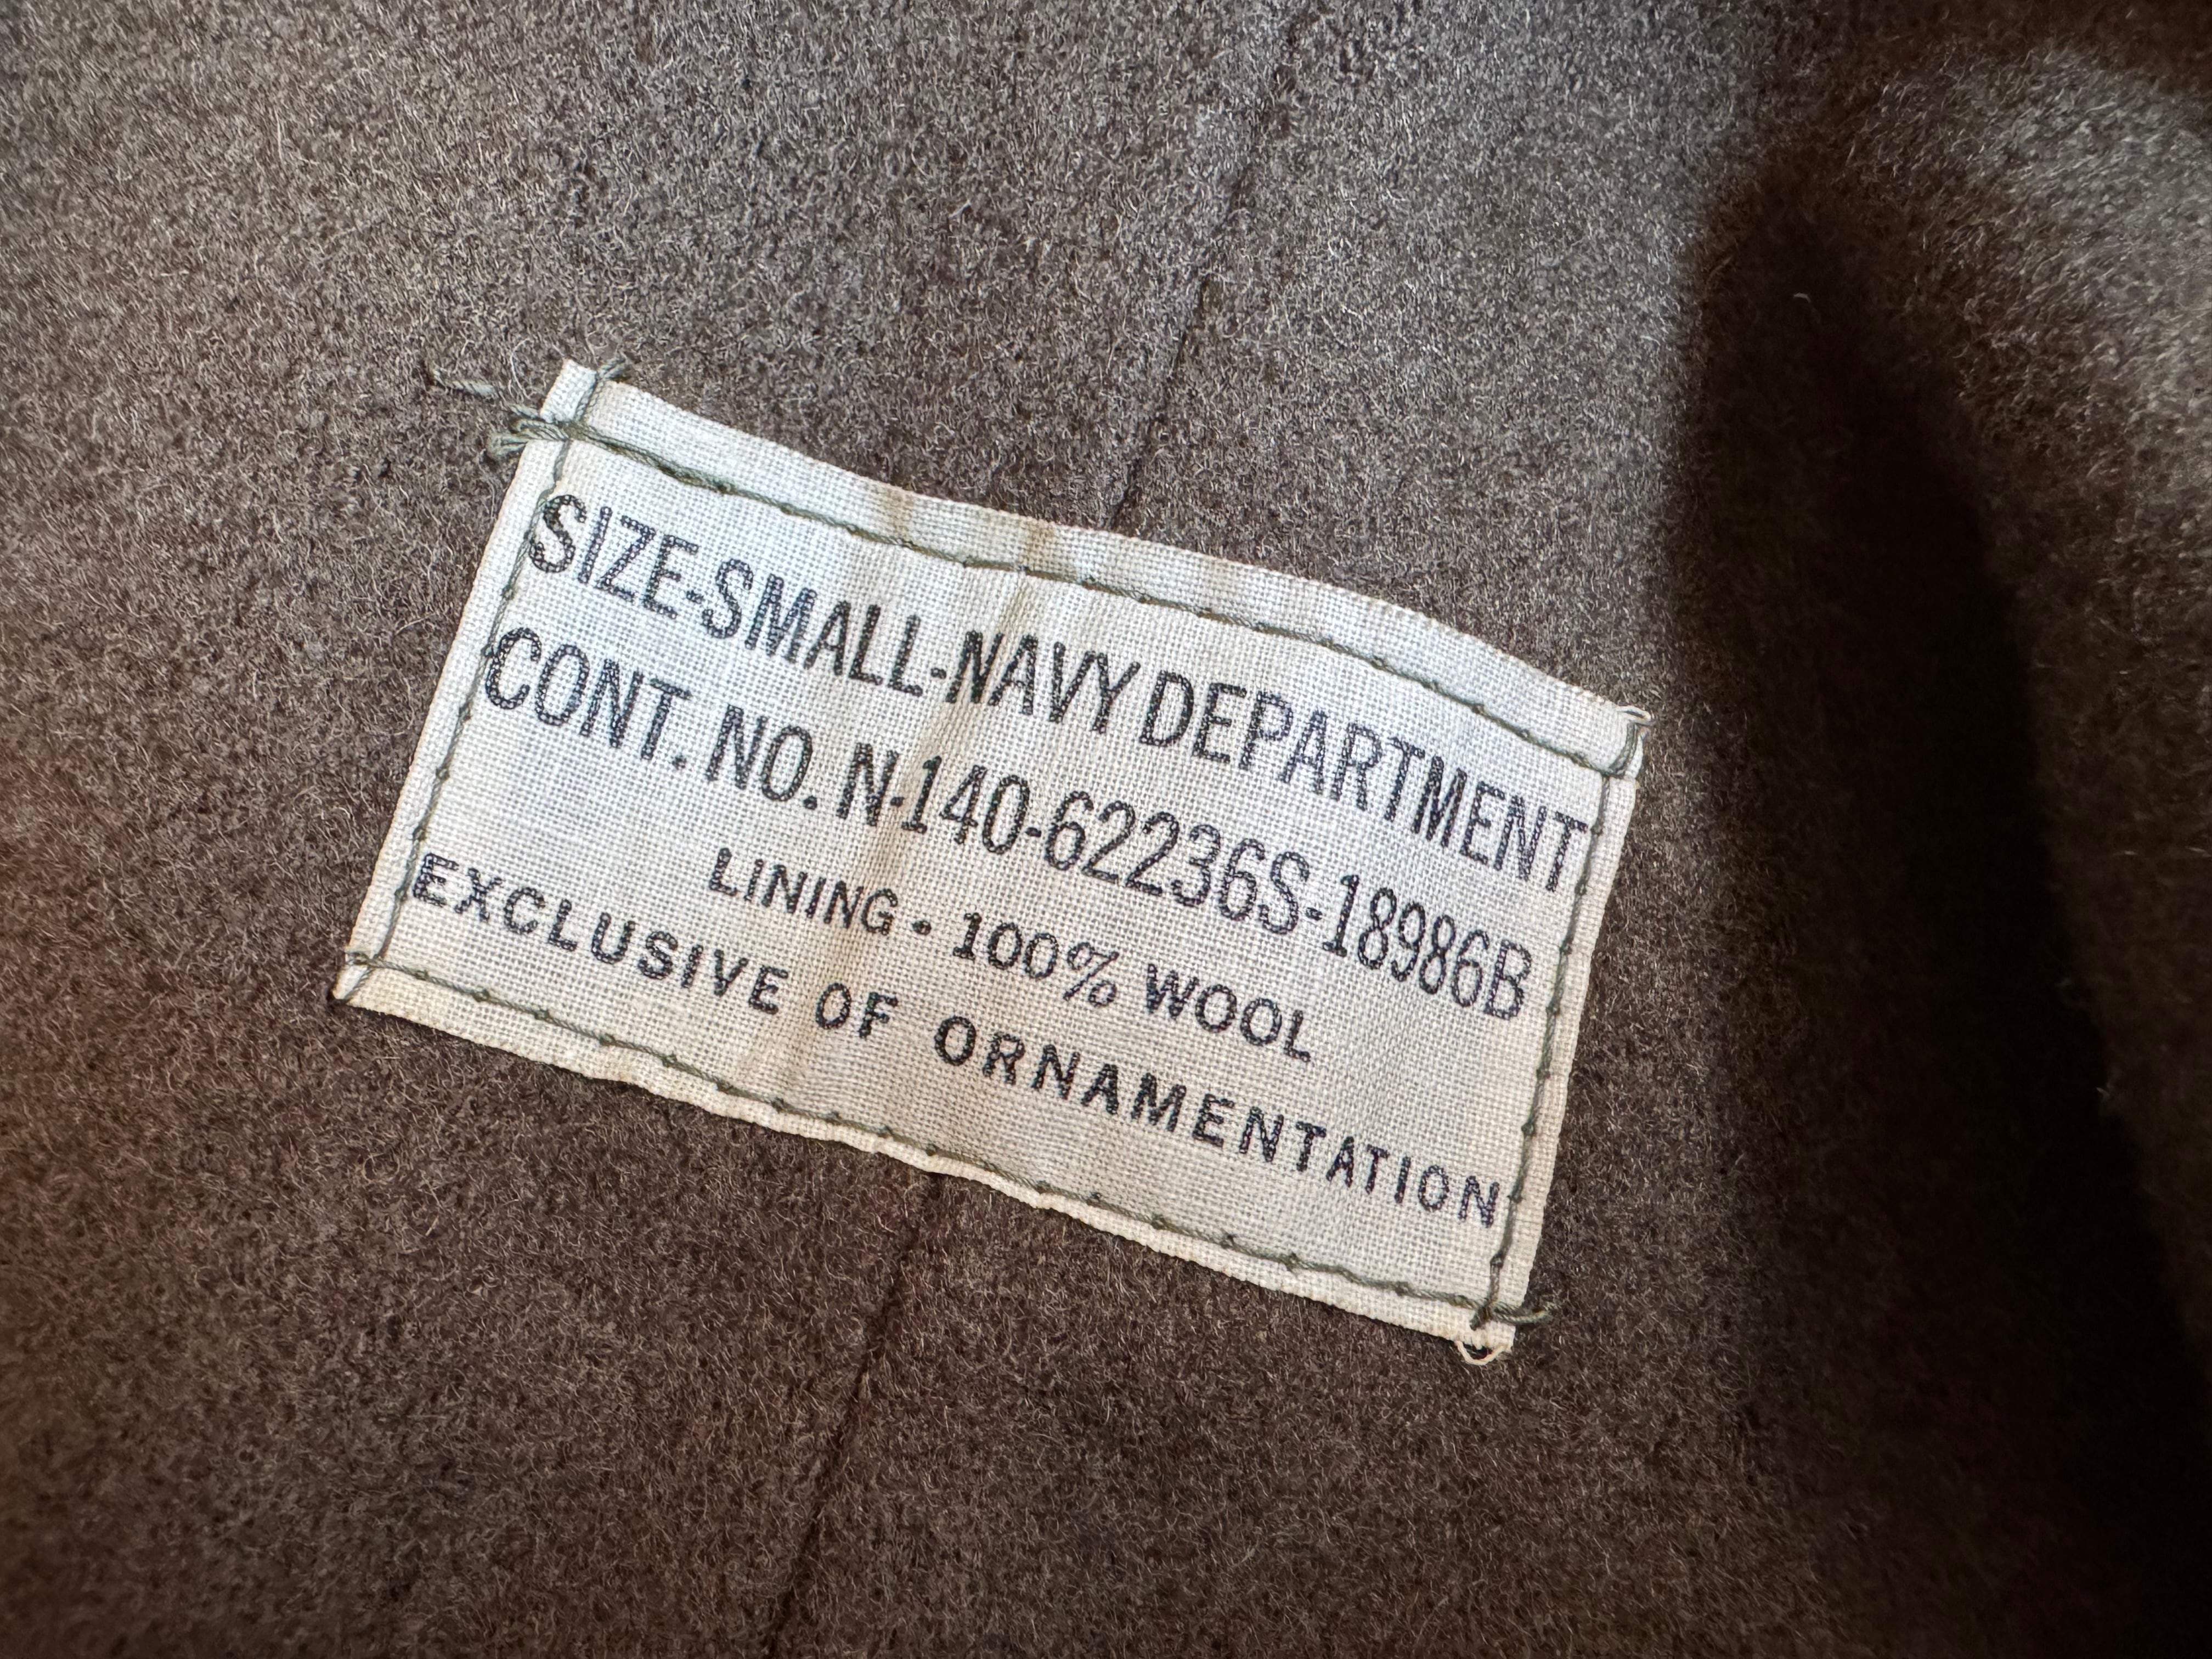 SIZE-SMALL-NAVY DEPARTMENT
CONT. NO. N-140-62236S-18986B
LINING • 100% WOOL
EXCLUSIVE OF ORNAMENTATION